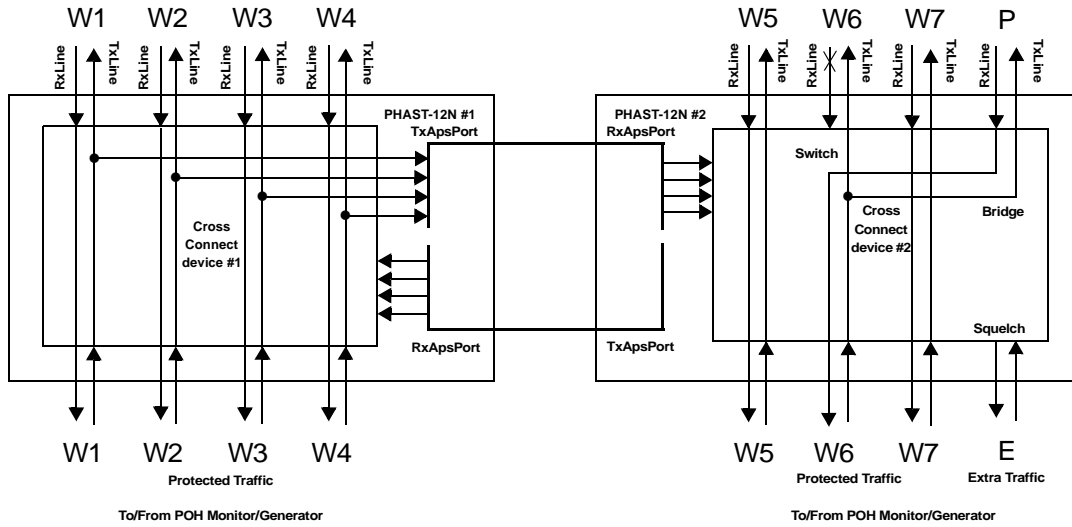 W1 W2 W3 W4 W5 W6 W7 P
RxLine TxLine RxLine TxLine RxLine TxLine RxLine TxLine RxLine TxLine RxLine TxLine RxLine TxLine RxLine TxLine
PHAST-12N #1
TxApsPort
PHAST-12N #2
RxApsPort
Switch
Cross
Connect
device #1
Cross
Connect
device #2
Bridge
Squelch
RxApsPort
TxApsPort
W1 W2 W3 W4 W5 W6 W7 E
Protected Traffic
Protected Traffic
Extra Traffic
To/From POH Monitor/Generator
To/From POH Monitor/Generator